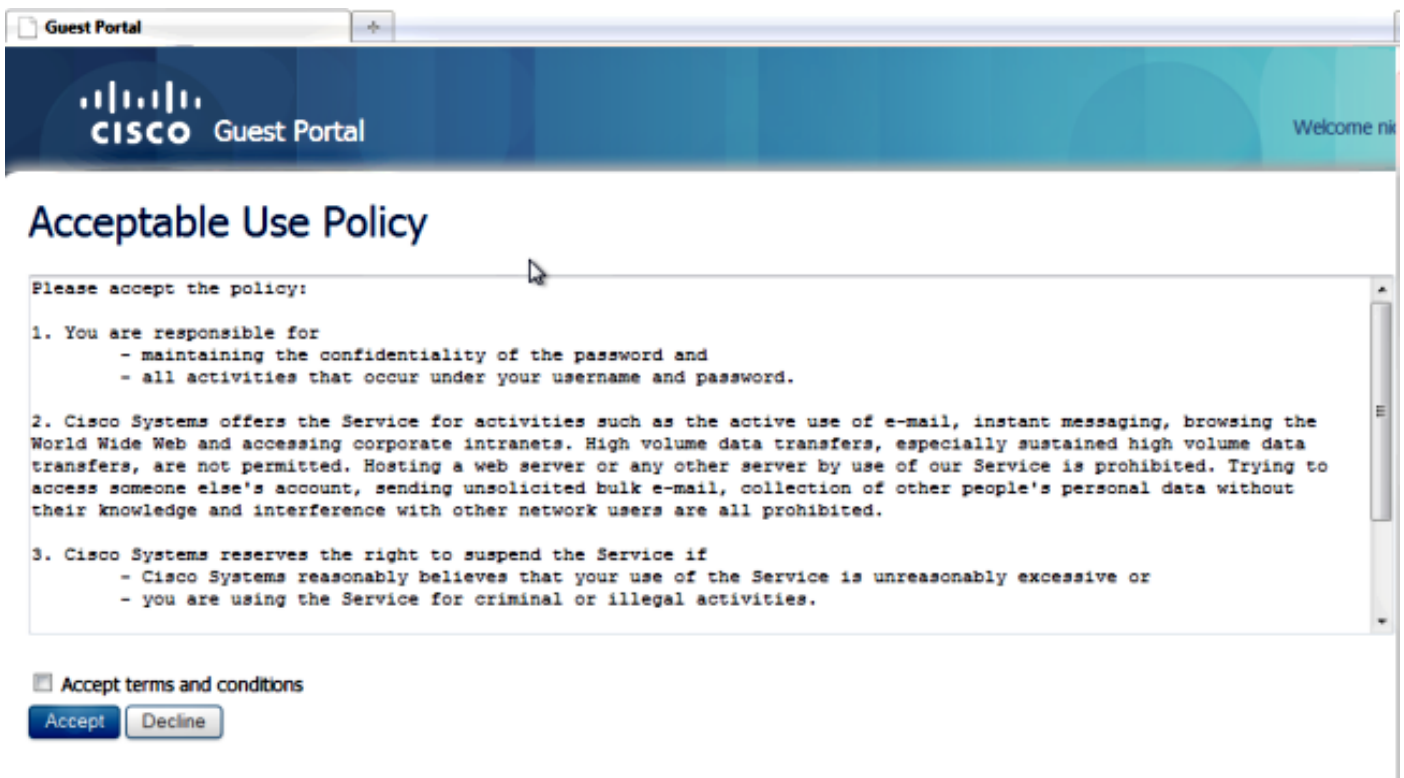 Guest Portal
CISCO Guest Portal
Welcome
Acceptable Use Policy
Please accept the policy:
1. You are responsible for
- maintaining the confidentiality of the password and
- all activities that occur under your username and password.
2. Cisco Systems offers the Service for activities such as the active use of e-mail, instant messaging, browsing the
World Wide Web and accessing corporate intranets. High volume data transfers, especially sustained high volume data
transfers, are not permitted. Hosting a web server or any other server by use of our Service is prohibited. Trying to
access someone else's account, sending unsolicited bulk e-mail, collection of other people's personal data without
their knowledge and interference with other network users are all prohibited.
3. Cisco Systems reserves the right to suspend the Service if
- Cisco Systems reasonably believes that your use of the Service is unreasonably excessive or
- you are using the Service for criminal or illegal activities.
Accept terms and conditions
Accept Decline